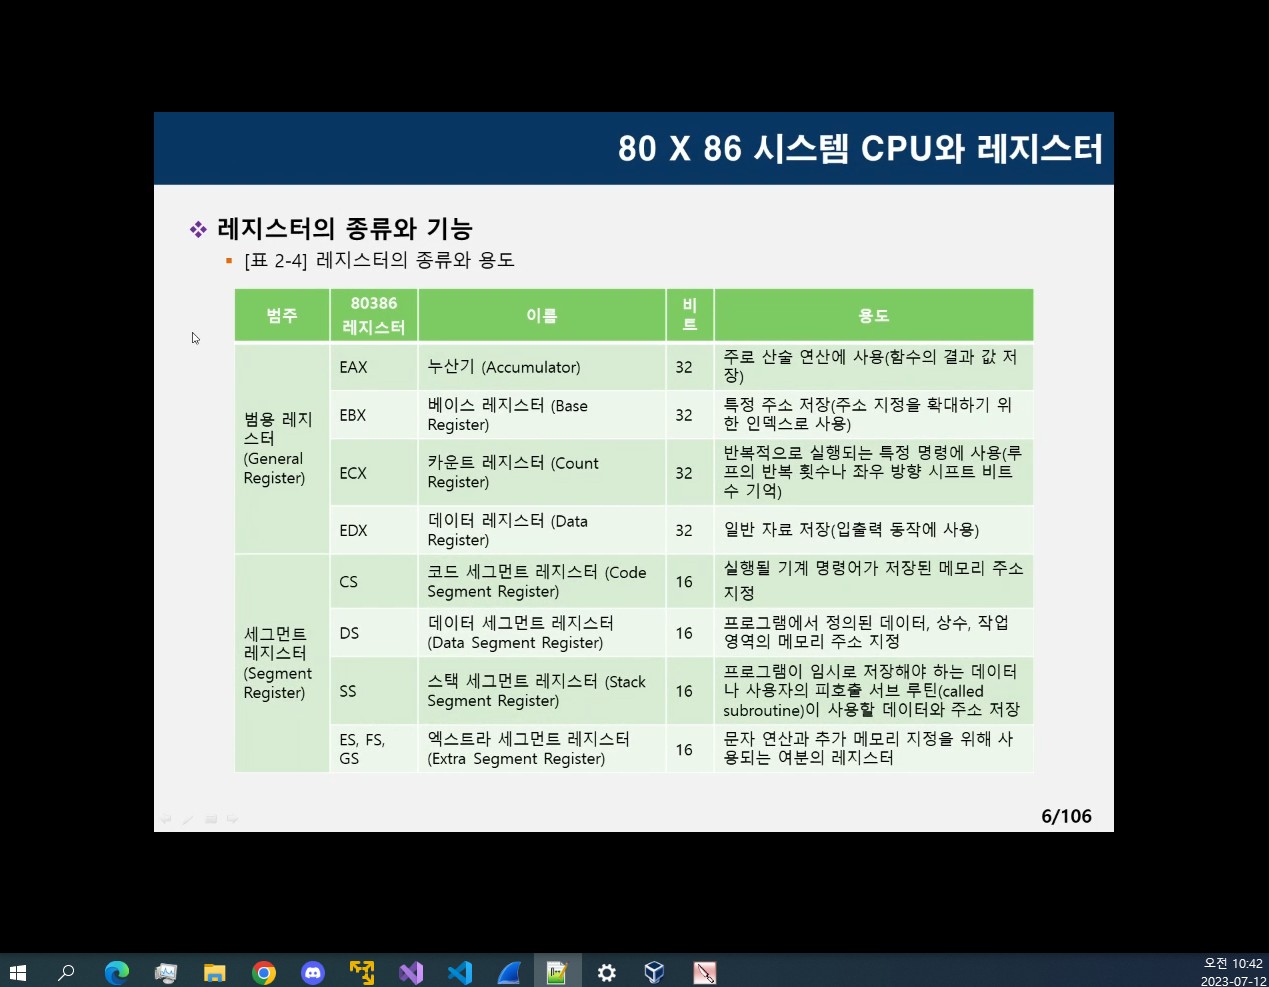 80 X 86 시스템 CPU와 레지스터
레지스터의 종류와 기능
[표 2-4] 레지스터의 종류와 용도
범주
80386
레지스터
이름
비
트
용도
범용 레지
스터
(General
Register)
EAX
누산기 (Accumulator)
32
주로 산술 연산에 사용(함수의 결과 값 저
장)
EBX
베이스 레지스터 (Base
Register)
32
특정 주소 저장(주소 지정을 확대하기 위
한 인덱스로 사용)
ECX
카운트 레지스터 (Count
Register)
32
반복적으로 실행되는 특정 명령에 사용(루
프의 반복 횟수나 좌우 방향 시프트 비트
수 기억)
EDX
데이터 레지스터 (Data
Register)
32
일반 자료 저장(입출력 동작에 사용)
세그먼트
레지스터
(Segment
Register)
CS
코드 세그먼트 레지스터 (Code
Segment Register)
16
실행될 기계 명령어가 저장된 메모리 주소
지정
DS
데이터 세그먼트 레지스터
(Data Segment Register)
16
프로그램에서 정의된 데이터, 상수, 작업
영역의 메모리 주소 지정
SS
스택 세그먼트 레지스터 (Stack
Segment Register)
16
프로그램이 임시로 저장해야 하는 데이터
나 사용자의 피호출 서브 루틴(called
subroutine)이 사용할 데이터와 주소 저장
ES, FS,
GS
엑스트라 세그먼트 레지스터
(Extra Segment Register)
16
문자 연산과 추가 메모리 지정을 위해 사
용되는 여분의 레지스터
6/106
오전 10:42
2023-07-12